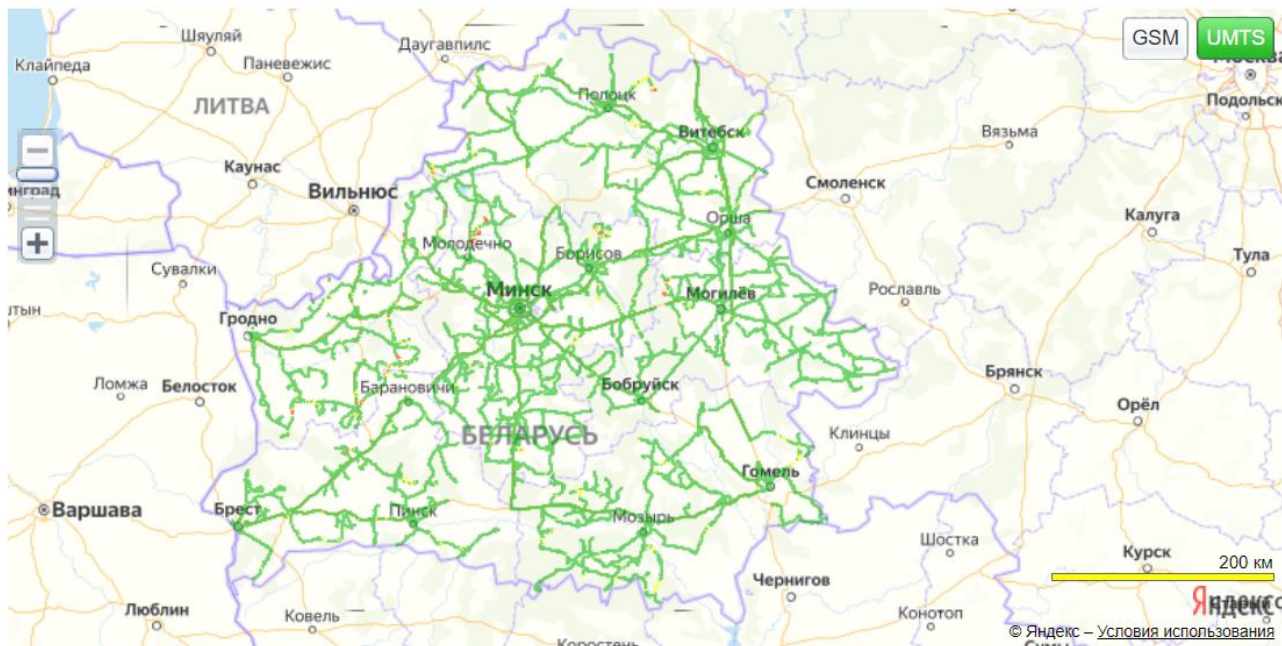 GSM
UMTS
Шяуляй
Даугавпилс
Клайпеда
Паневежис
Москва
Подольск
ЛИТВА
Полоцк
Витебск
Вязьма
Каунас
Вильнюс
Смоленск
Калуга
Орша
Молодечно
Борисов
Тула
Сувалки
Минск
Могилёв
Рославль
Гродно
Ломжа
Белосток
Барановичи
Бобруйск
Брянск
Орёл
БЕЛАРУСЬ
Клинцы
Гомель
Варшава
Брест
Пинск
Мозырь
Шостка
Курск
200 км
Чернигов
Люблин
Ковель
Конотоп
Яндекс
Коростень
© Яндекс – Условия использования